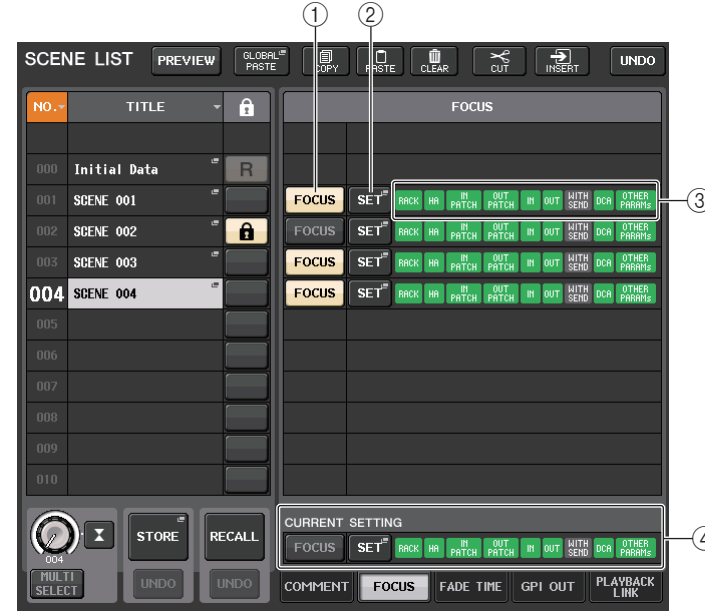 ① ②
SCENE LIST PREVIEW GLOBAL PASTE COPY PASTE CLEAR CUT INSERT UNDO
NO. TITLE FOCUS
000 Initial Data R
001 SCENE 001 FOCUS SET RACK HA IN PATCH OUT PATCH IN OUT WITH SEND DCA OTHER PARAMs ③
002 SCENE 002 FOCUS SET RACK HA IN PATCH OUT PATCH IN OUT WITH SEND DCA OTHER PARAMs
003 SCENE 003 FOCUS SET RACK HA IN PATCH OUT PATCH IN OUT WITH SEND DCA OTHER PARAMs
004 SCENE 004 FOCUS SET RACK HA IN PATCH OUT PATCH IN OUT WITH SEND DCA OTHER PARAMs
005
006
007
008
009
010
CURRENT SETTING
STORE RECALL FOCUS SET RACK HA IN PATCH OUT PATCH IN OUT WITH SEND DCA OTHER PARAMs ④
004
MULTI SELECT UNDO UNDO COMMENT FOCUS FADE TIME GPI OUT PLAYBACK LINK